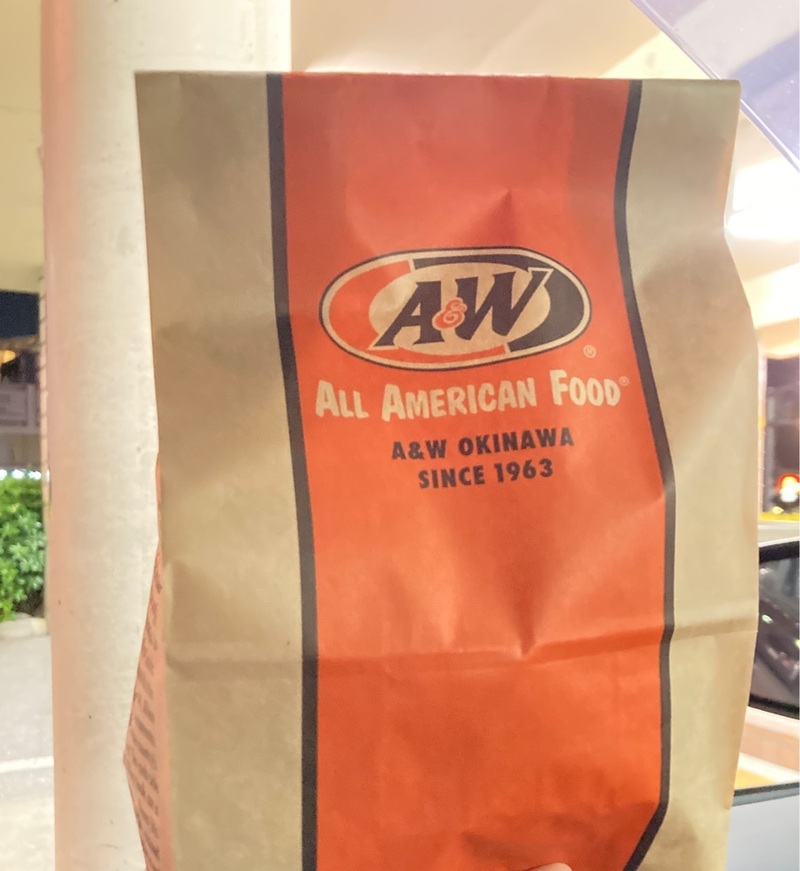 A&W®
ALL AMERICAN FOOD®
A&W OKINAWA
SINCE 1963